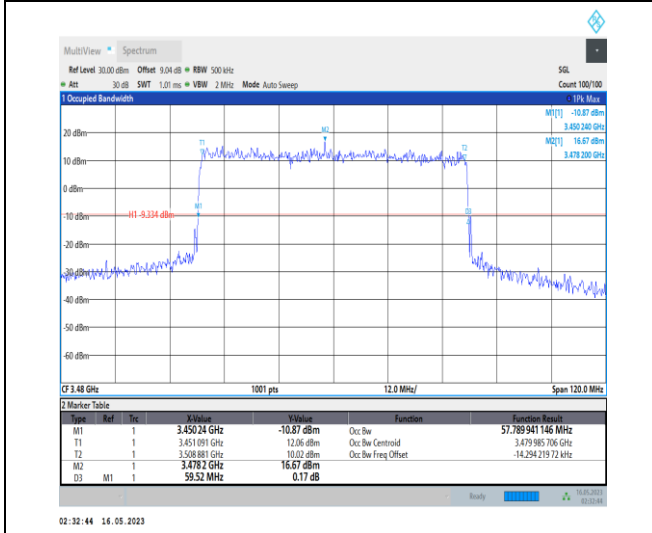 MultiView Spectrum
Ref Level 30.00 dBm Offset 9.04 dB RBW 500 kHz SGL
Att 30 dB SWT 1.01 ms VBW 2 MHz Mode Auto Sweep Count 100/100
1 Occupied Bandwidth 1Pk Max
M1[1] -10.87 dBm
3.450 240 GHz
M2[1] 16.67 dBm
3.478 200 GHz
20 dBm
M2
T1
T2
10 dBm
0 dBm
M1
D3
-10 dBm
H1 -9.334 dBm
-20 dBm
-30 dBm
-40 dBm
-50 dBm
-60 dBm
CF 3.48 GHz 1001 pts 12.0 MHz/ Span 120.0 MHz
2 Marker Table
Type Ref Trc X-Value Y-Value Function Function Result
M1 1 3.450 24 GHz -10.87 dBm Occ Bw 57.789 941 146 MHz
T1 1 3.451 091 GHz 12.06 dBm Occ Bw Centroid 3.479 985 706 GHz
T2 1 3.508 881 GHz 10.02 dBm Occ Bw Freq Offset -14.294 219 72 kHz
M2 1 3.478 2 GHz 16.67 dBm
D3 M1 1 59.52 MHz 0.17 dB
Ready 16.05.2023
02:32:44
02:32:44 16.05.2023